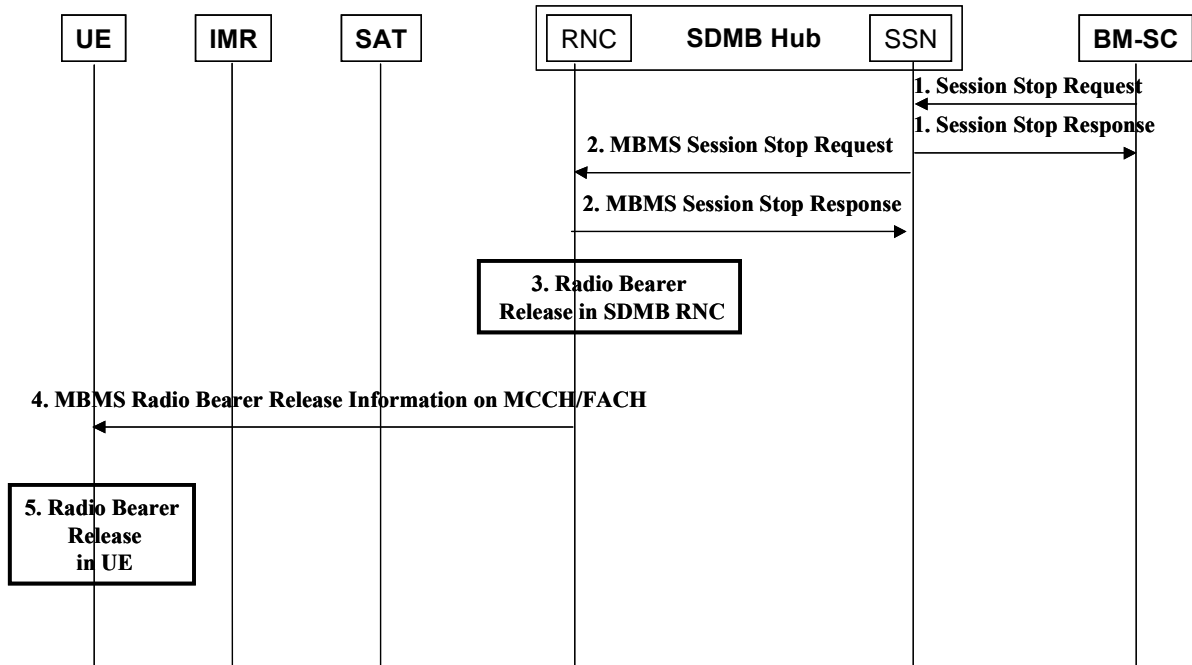 UE IMR SAT RNC SDMB Hub SSN BM-SC
1. Session Stop Request
1. Session Stop Response
2. MBMS Session Stop Request
2. MBMS Session Stop Response
3. Radio Bearer
Release in SDMB RNC
4. MBMS Radio Bearer Release Information on MCCH/FACH
5. Radio Bearer
Release
in UE